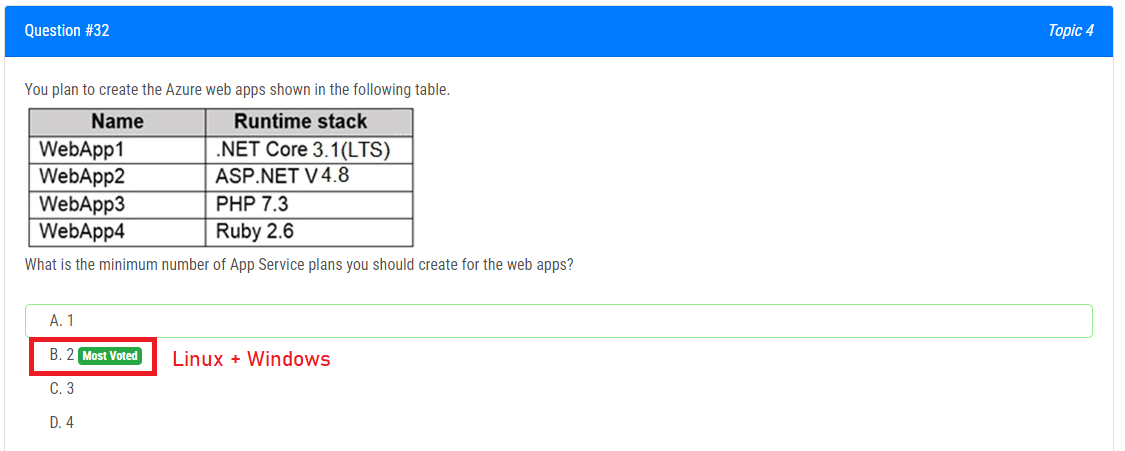 Question #32 Topic 4
You plan to create the Azure web apps shown in the following table.
Name Runtime stack
WebApp1 .NET Core 3.1(LTS)
WebApp2 ASP.NET V4.8
WebApp3 PHP 7.3
WebApp4 Ruby 2.6
What is the minimum number of App Service plans you should create for the web apps?
A. 1
B. 2 Most Voted Linux + Windows
C. 3
D. 4